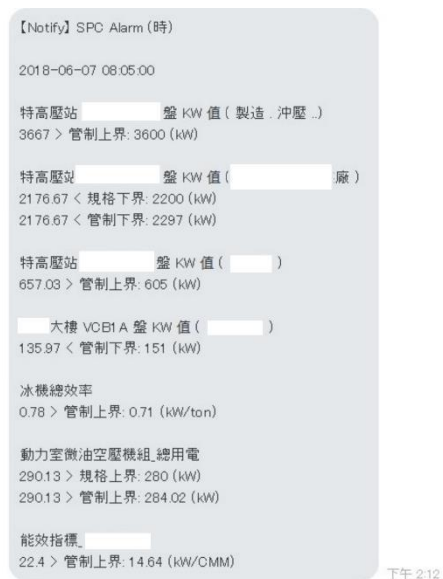 【Notify】 SPC Alarm (時)
2018-06-07 08:05:00
特高壓站 盤 KW 值 ( 製造 . 沖壓 ..)
3667 > 管制上界: 3600 (kW)
特高壓站 盤 KW 值 ( 廠 )
2176.67 < 規格下界: 2200 (kW)
2176.67 < 管制下界: 2297 (kW)
特高壓站 盤 KW 值 ( )
657.03 > 管制上界: 605 (kW)
大樓 VCB1A 盤 KW 值 ( )
135.97 < 管制下界: 151 (kW)
冰機總效率
0.78 > 管制上界: 0.71 (kW/ton)
動力室微油空壓機組_總用電
290.13 > 規格上界: 280 (kW)
290.13 > 管制上界: 284.02 (kW)
能效指標_
22.4 > 管制上界: 14.64 (kW/CMM)
下午 2:12